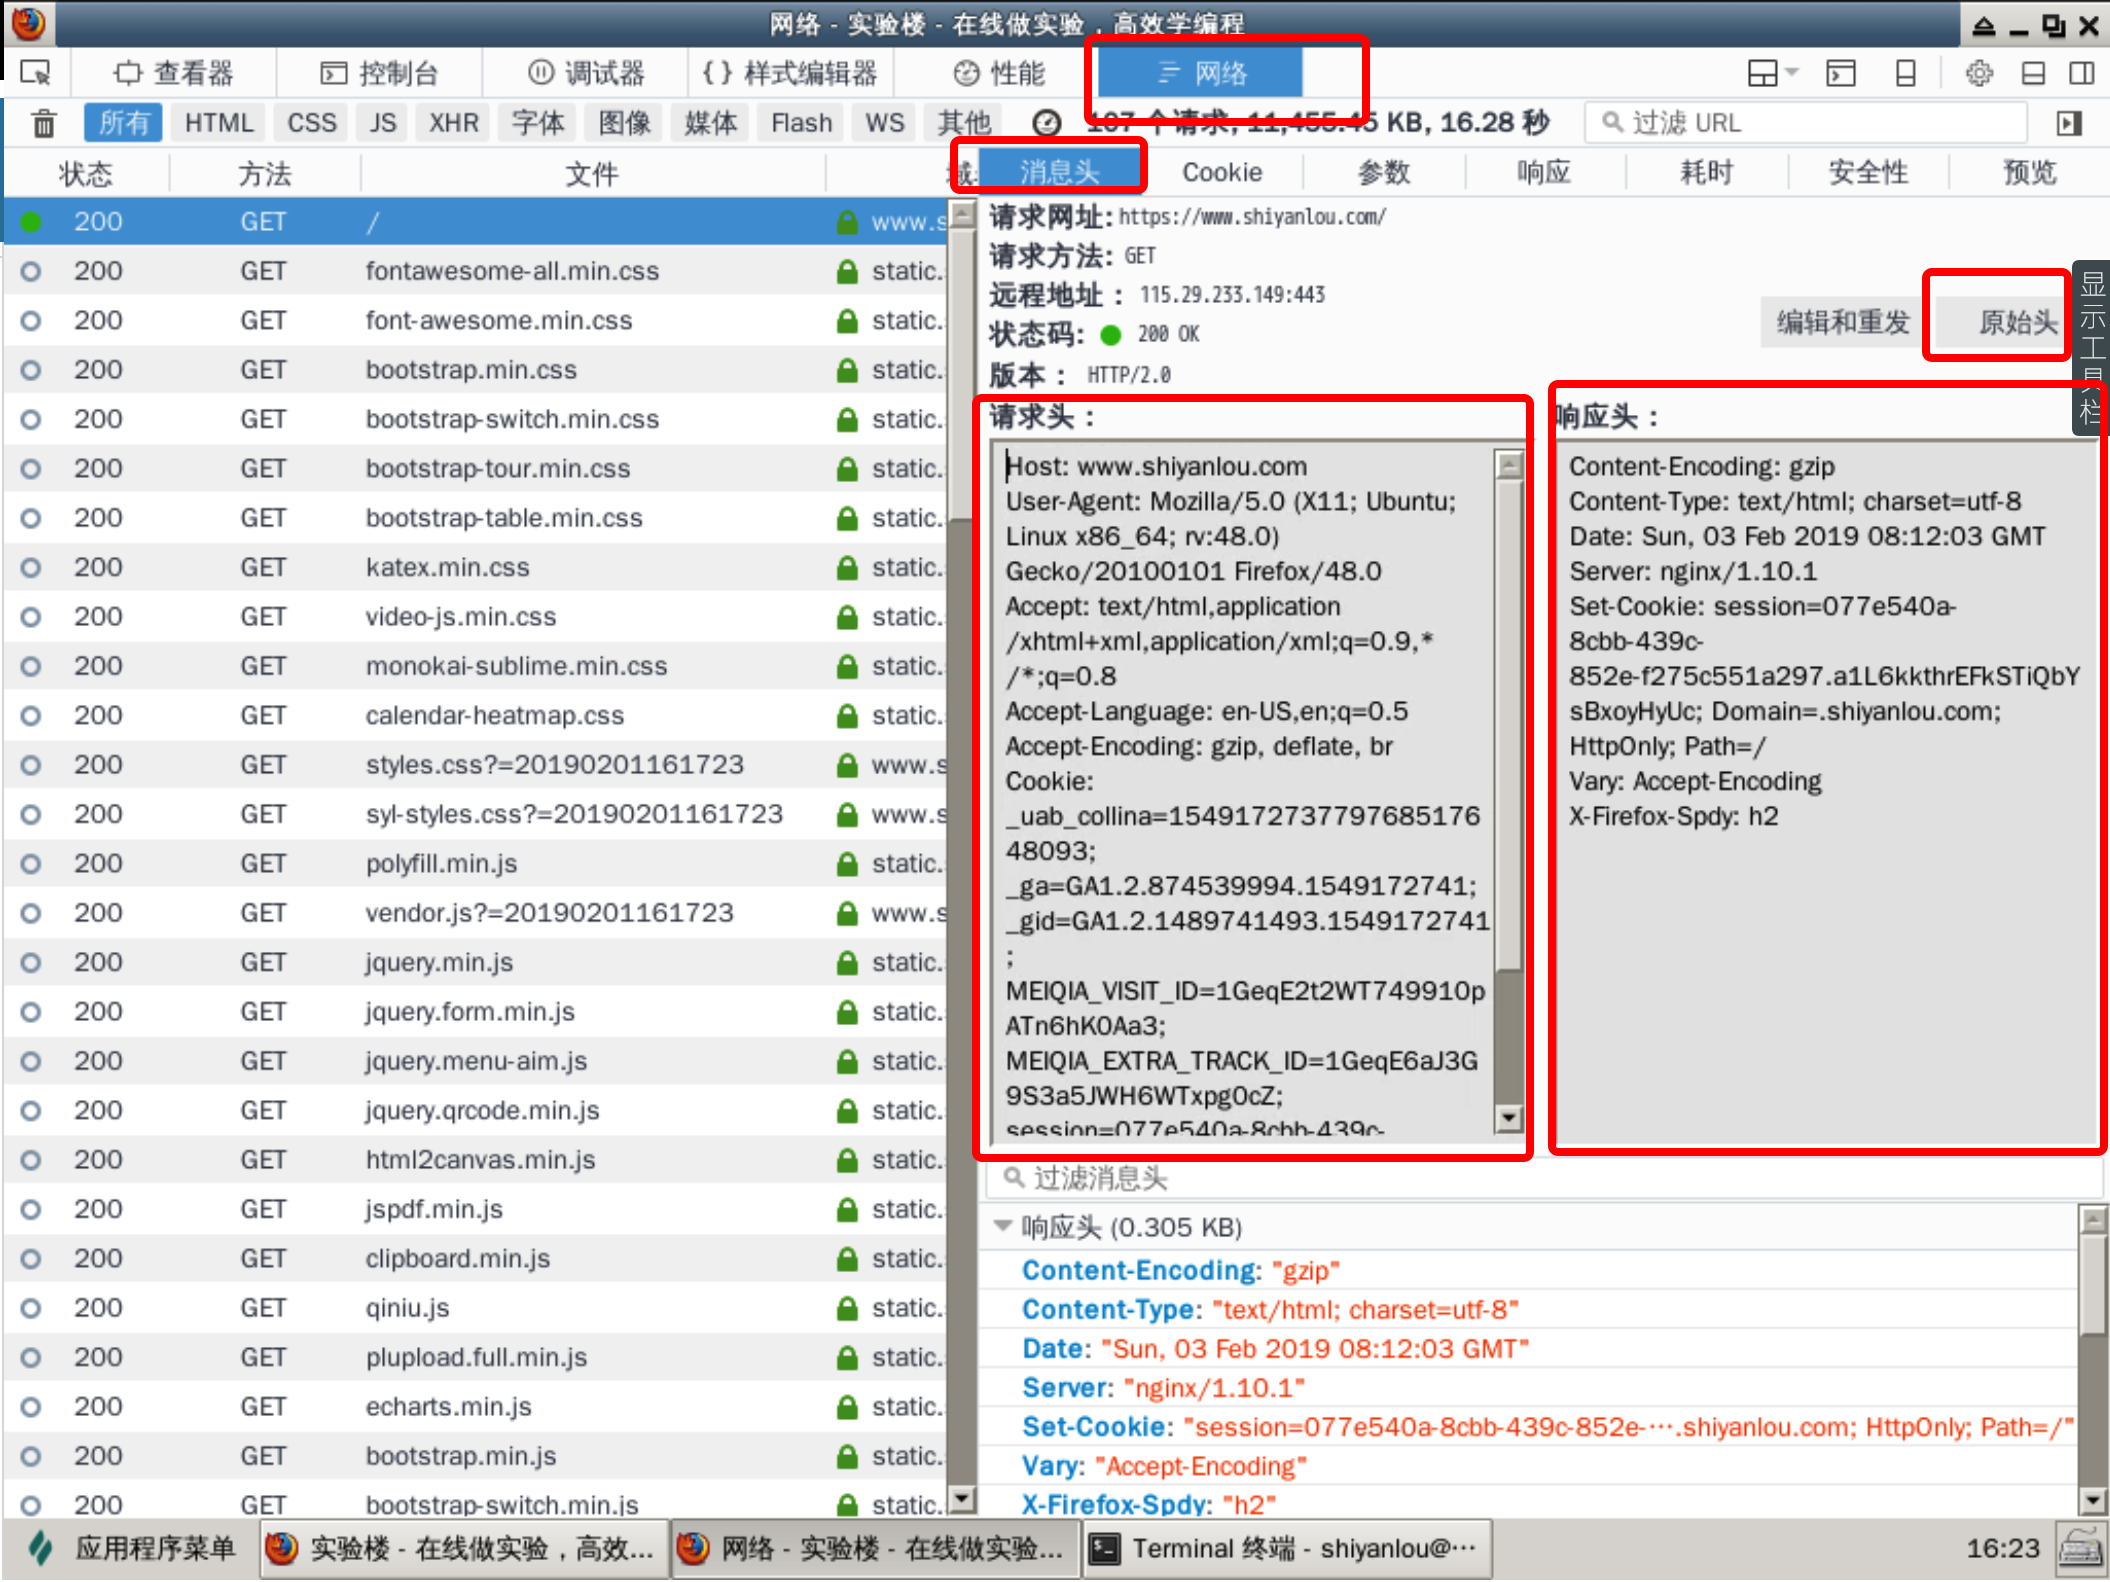 网络 - 实验楼 - 在线做实验，高效学编程
查看器 控制台 调试器 { } 样式编辑器 性能 网络
所有 HTML CSS JS XHR 字体 图像 媒体 Flash WS 其他 107 个请求, 11,455.45 KB, 16.28 秒 过滤 URL
状态 方法 文件 域 消息头 Cookie 参数 响应 耗时 安全性 预览
200 GET / www.s
200 GET fontawesome-all.min.css static.
200 GET font-awesome.min.css static.
200 GET bootstrap.min.css static.
200 GET bootstrap-switch.min.css static.
200 GET bootstrap-tour.min.css static.
200 GET bootstrap-table.min.css static.
200 GET katex.min.css static.
200 GET video-js.min.css static.
200 GET monokai-sublime.min.css static.
200 GET calendar-heatmap.css static.
200 GET styles.css?=20190201161723 www.s
200 GET syl-styles.css?=20190201161723 www.s
200 GET polyfill.min.js static.
200 GET vendor.js?=20190201161723 www.s
200 GET jquery.min.js static.
200 GET jquery.form.min.js static.
200 GET jquery.menu-aim.js static.
200 GET jquery.qrcode.min.js static.
200 GET html2canvas.min.js static.
200 GET jspdf.min.js static.
200 GET clipboard.min.js static.
200 GET qiniu.js static.
200 GET plupload.full.min.js static.
200 GET echarts.min.js static.
200 GET bootstrap.min.js static.
200 GET bootstrap-switch.min.js static.
请求网址: https://www.shiyanlou.com/
请求方法: GET
远程地址： 115.29.233.149:443
状态码: 200 OK
版本： HTTP/2.0
编辑和重发 原始头
显示工具栏
请求头：
Host: www.shiyanlou.com
User-Agent: Mozilla/5.0 (X11; Ubuntu;
Linux x86_64; rv:48.0)
Gecko/20100101 Firefox/48.0
Accept: text/html,application
/xhtml+xml,application/xml;q=0.9,*
/*;q=0.8
Accept-Language: en-US,en;q=0.5
Accept-Encoding: gzip, deflate, br
Cookie:
_uab_collina=1549172737797685176
48093;
_ga=GA1.2.874539994.1549172741;
_gid=GA1.2.1489741493.1549172741
;
MEIQIA_VISIT_ID=1GeqE2t2WT749910p
ATn6hK0Aa3;
MEIQIA_EXTRA_TRACK_ID=1GeqE6aJ3G
9S3a5JWH6WTxpg0cZ;
session=077e540a-8cbb-439c-
响应头：
Content-Encoding: gzip
Content-Type: text/html; charset=utf-8
Date: Sun, 03 Feb 2019 08:12:03 GMT
Server: nginx/1.10.1
Set-Cookie: session=077e540a-
8cbb-439c-
852e-f275c551a297.a1L6kkthrEFkSTiQbY
sBxoyHyUc; Domain=.shiyanlou.com;
HttpOnly; Path=/
Vary: Accept-Encoding
X-Firefox-Spdy: h2
过滤消息头
响应头 (0.305 KB)
Content-Encoding: "gzip"
Content-Type: "text/html; charset=utf-8"
Date: "Sun, 03 Feb 2019 08:12:03 GMT"
Server: "nginx/1.10.1"
Set-Cookie: "session=077e540a-8cbb-439c-852e-….shiyanlou.com; HttpOnly; Path=/"
Vary: "Accept-Encoding"
X-Firefox-Spdy: "h2"
应用程序菜单 实验楼 - 在线做实验，高效... 网络 - 实验楼 - 在线做实验... Terminal 终端 - shiyanlou@… 16:23